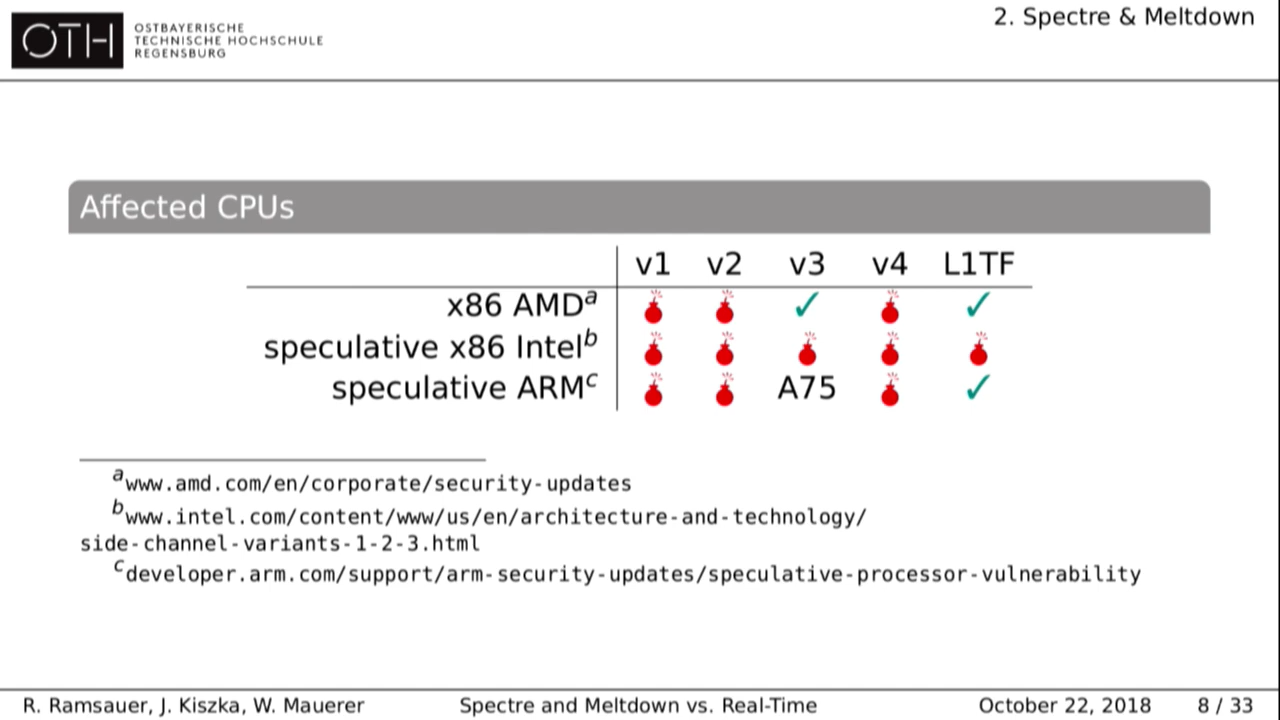 OTH
OSTBAYERISCHE
TECHNISCHE HOCHSCHULE
REGENSBURG
2. Spectre & Meltdown
Affected CPUs
v1 v2 v3 v4 L1TF
x86 AMDa ✓ ✓
speculative x86 Intelb
speculative ARMc A75 ✓
awww.amd.com/en/corporate/security-updates
bwww.intel.com/content/www/us/en/architecture-and-technology/
side-channel-variants-1-2-3.html
cdeveloper.arm.com/support/arm-security-updates/speculative-processor-vulnerability
R. Ramsauer, J. Kiszka, W. Mauerer Spectre and Meltdown vs. Real-Time October 22, 2018 8 / 33